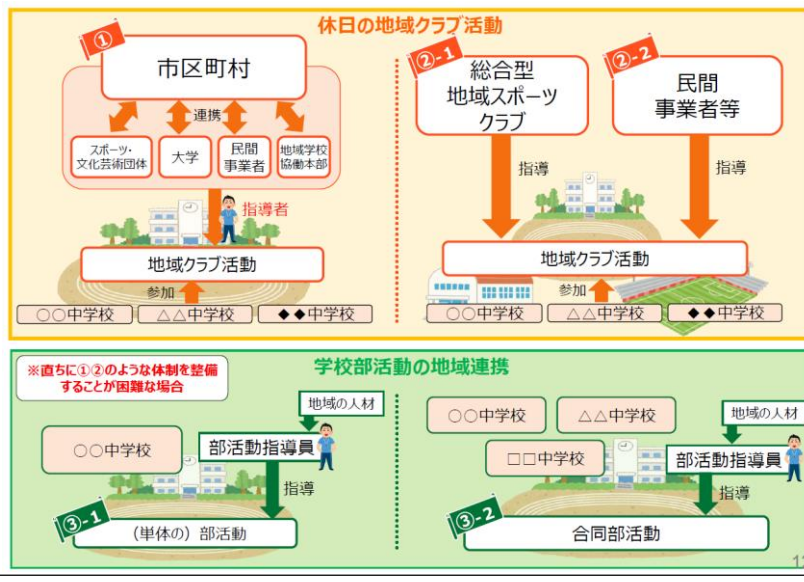 休日の地域クラブ活動
①
市区町村
連携
スポーツ・
文化芸術団体
大学
民間
事業者
地域学校
協働本部
指導者
地域クラブ活動
参加
○○中学校
△△中学校
◆◆中学校
②-1
総合型
地域スポーツ
クラブ
②-2
民間
事業者等
指導
指導
地域クラブ活動
参加
○○中学校
△△中学校
◆◆中学校
学校部活動の地域連携
※直ちに①②のような体制を整備
することが困難な場合
地域の人材
○○中学校
部活動指導員
指導
③-1
(単体の)部活動
○○中学校
△△中学校
□□中学校
地域の人材
部活動指導員
指導
③-2
合同部活動